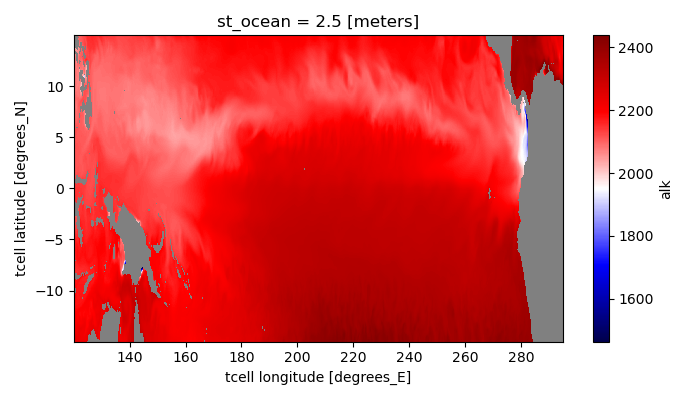 st_ocean = 2.5 [meters]
10
5
0
−5
−10
tcell latitude [degrees_N]
140 160 180 200 220 240 260 280
tcell longitude [degrees_E]
2400
2200
2000
1800
1600
alk